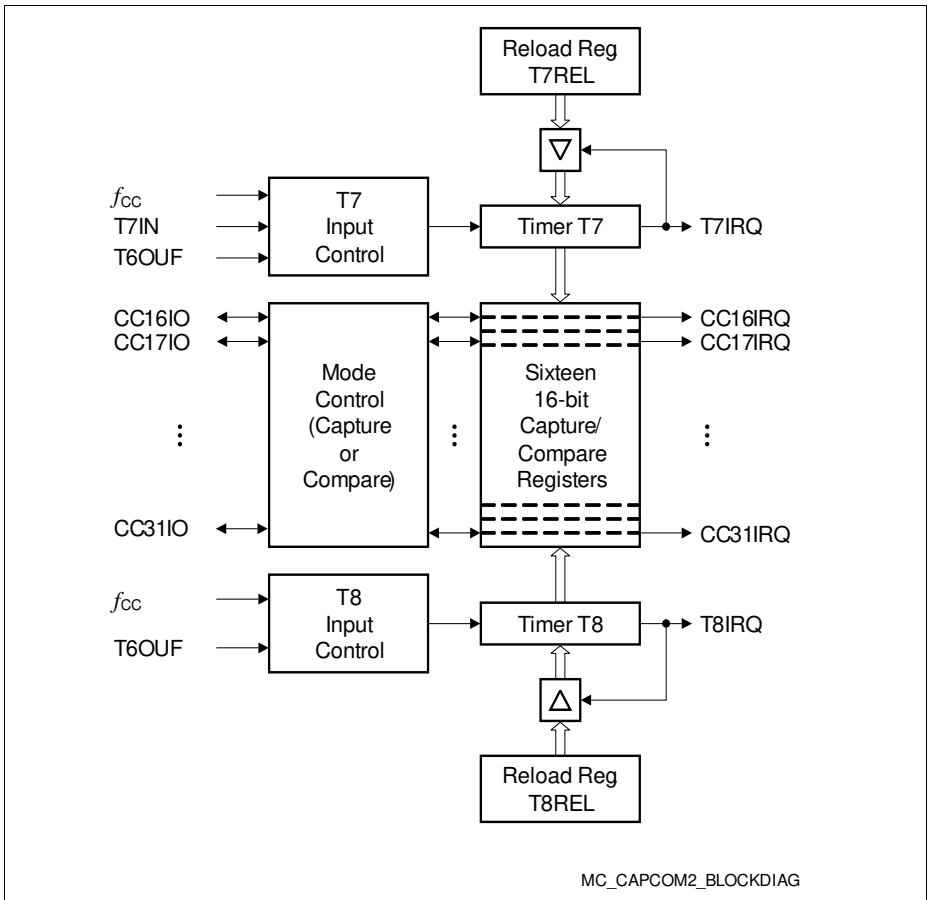 Reload Reg.
T7REL
fCC
T7IN
T6OUF
T7
Input
Control
Timer T7
T7IRQ
CC16IO
CC17IO
CC31IO
Mode
Control
(Capture
or
Compare)
Sixteen
16-bit
Capture/
Compare
Registers
CC16IRQ
CC17IRQ
CC31IRQ
fCC
T6OUF
T8
Input
Control
Timer T8
T8IRQ
Reload Reg.
T8REL
MC_CAPCOM2_BLOCKDIAG